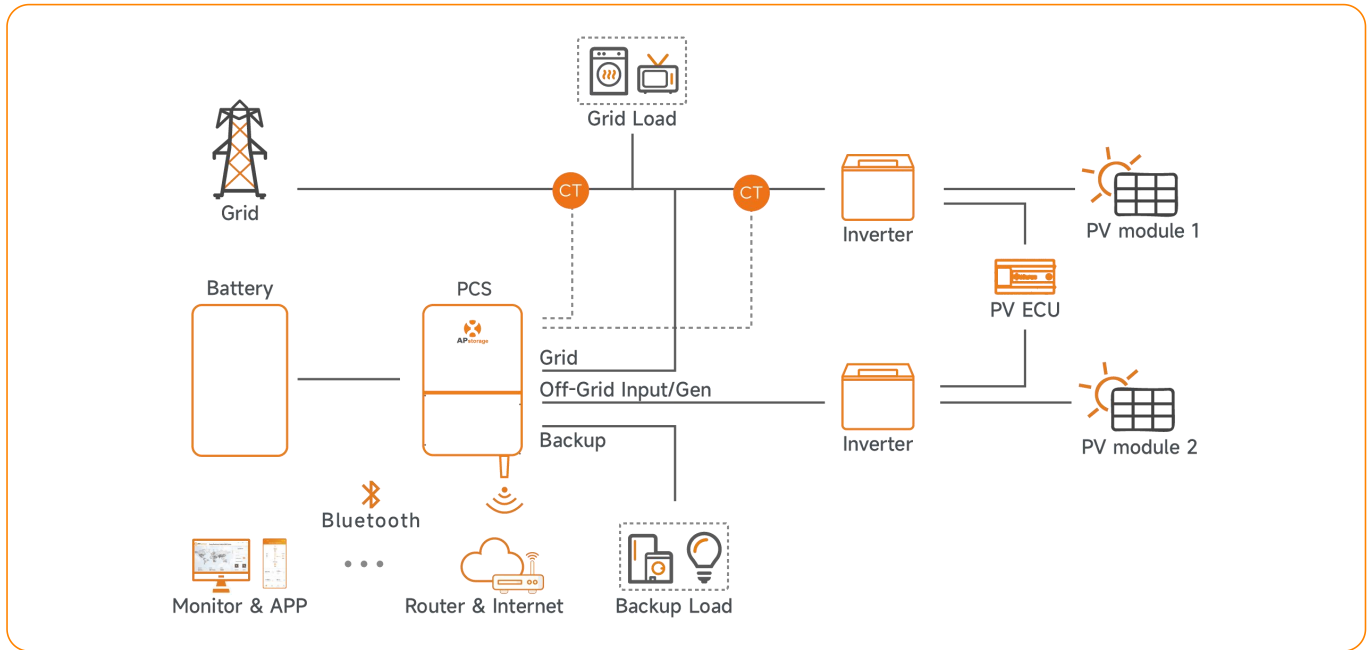 Grid Load
CT
CT
Grid
Inverter
PV module 1
Battery
PCS
APstorage
PV ECU
Grid
Off-Grid Input/Gen
Backup
Inverter
PV module 2
Bluetooth
Monitor & APP
Router & Internet
Backup Load